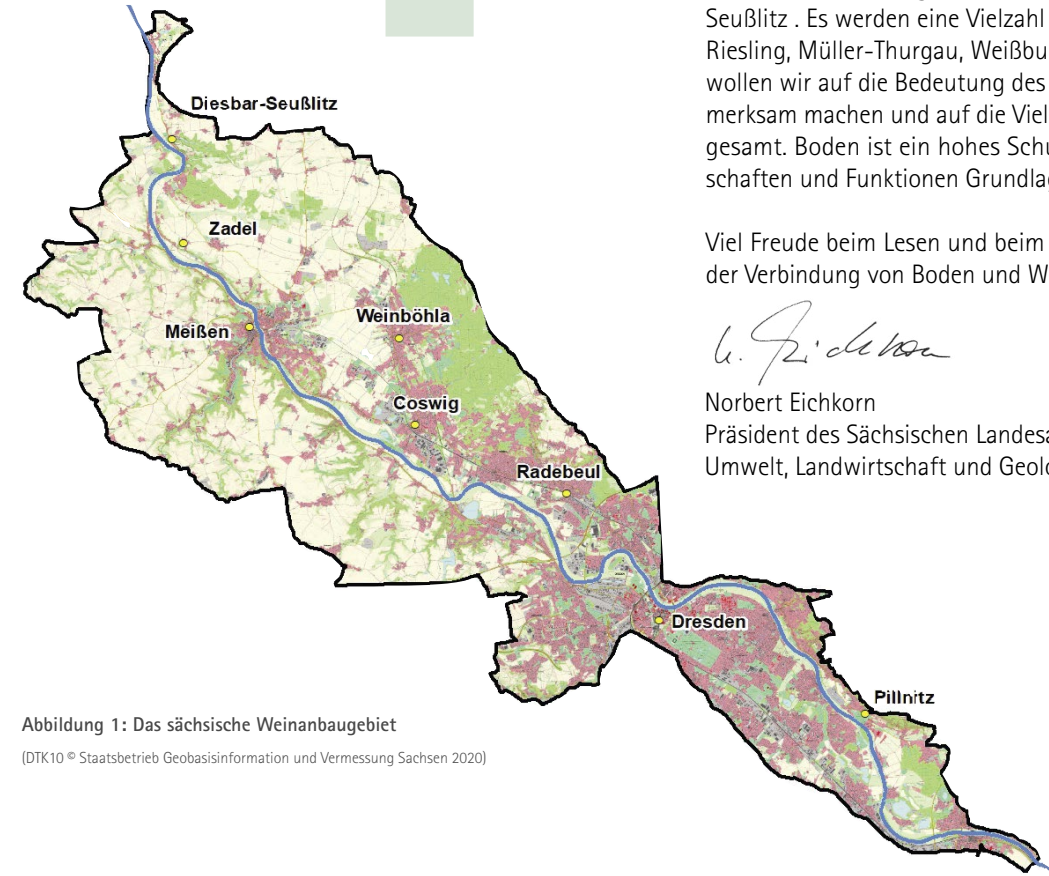 Seußlitz . Es werden eine Vielzahl
Riesling, Müller-Thurgau, Weißbu
wollen wir auf die Bedeutung des
merksam machen und auf die Viel
gesamt. Boden ist ein hohes Schu
schaften und Funktionen Grundlag
Viel Freude beim Lesen und beim
der Verbindung von Boden und W
Norbert Eichkorn
Präsident des Sächsischen Landesa
Umwelt, Landwirtschaft und Geolo
Diesbar-Seußlitz
Zadel
Meißen
Weinböhla
Coswig
Radebeul
Dresden
Pillnitz
Abbildung 1: Das sächsische Weinanbaugebiet
(DTK10 © Staatsbetrieb Geobasisinformation und Vermessung Sachsen 2020)